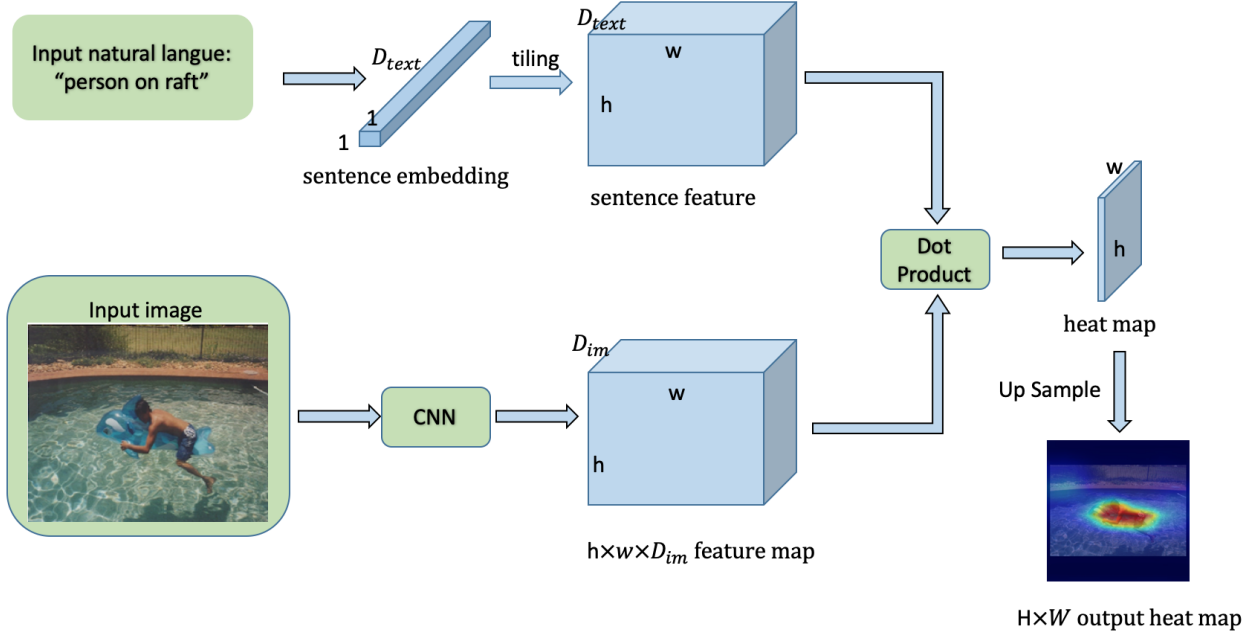 Input natural langue:
“person on raft”
D_text
1
1
sentence embedding
tiling
D_text
w
h
sentence feature
Input image
CNN
D_im
w
h
h×w×D_im feature map
Dot
Product
w
h
heat map
Up Sample
H×W output heat map